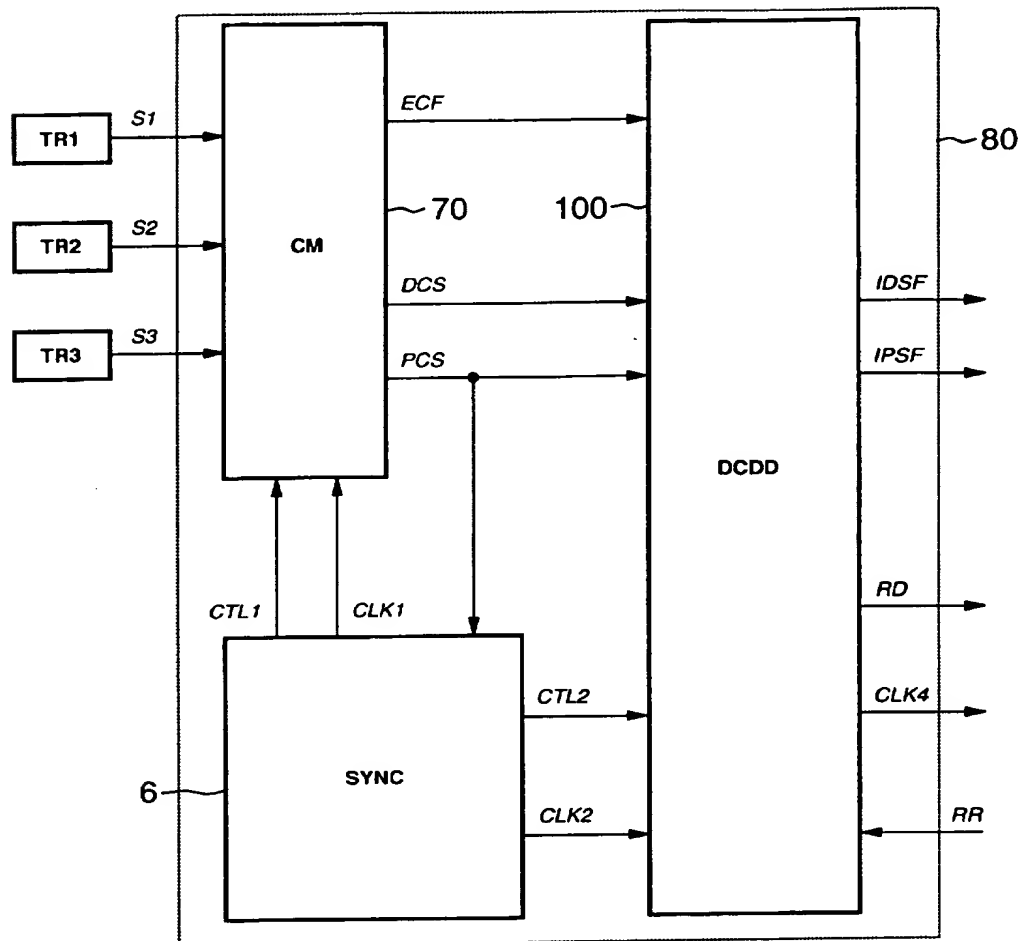 TR1
S1
ECF
80
TR2
S2
CM
70
100
DCS
IDSF
TR3
S3
PCS
IPSF
DCDD
CTL1
CLK1
RD
CTL2
CLK4
6
SYNC
CLK2
RR